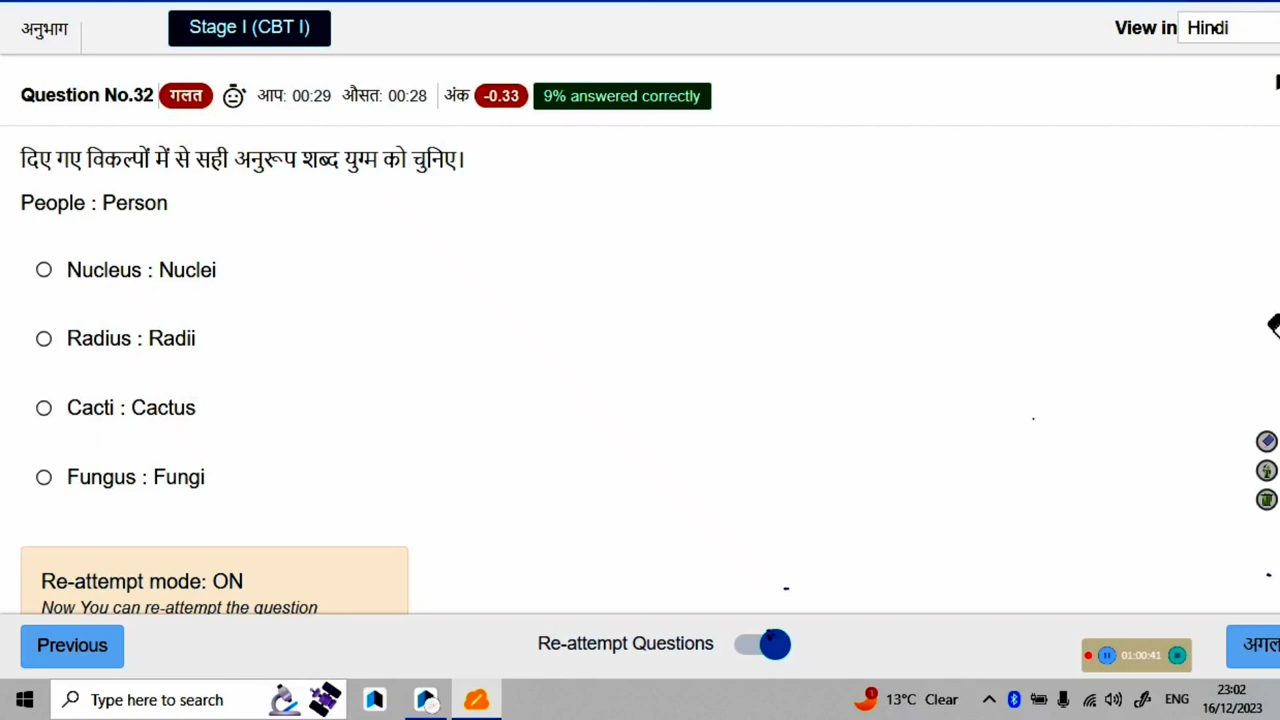 अनुभाग
Stage I (CBT I)
View in Hindi
Question No.32 गलत आप: 00:29 औसत: 00:28 अंक -0.33 9% answered correctly
दिए गए विकल्पों में से सही अनुरूप शब्द युग्म को चुनिए।
People : Person
Nucleus : Nuclei
Radius : Radii
Cacti : Cactus
Fungus : Fungi
Re-attempt mode: ON
Now You can re-attempt the question
Previous
Re-attempt Questions
01:00:41
Type here to search
1
13°C Clear
ENG
23:02
16/12/2023